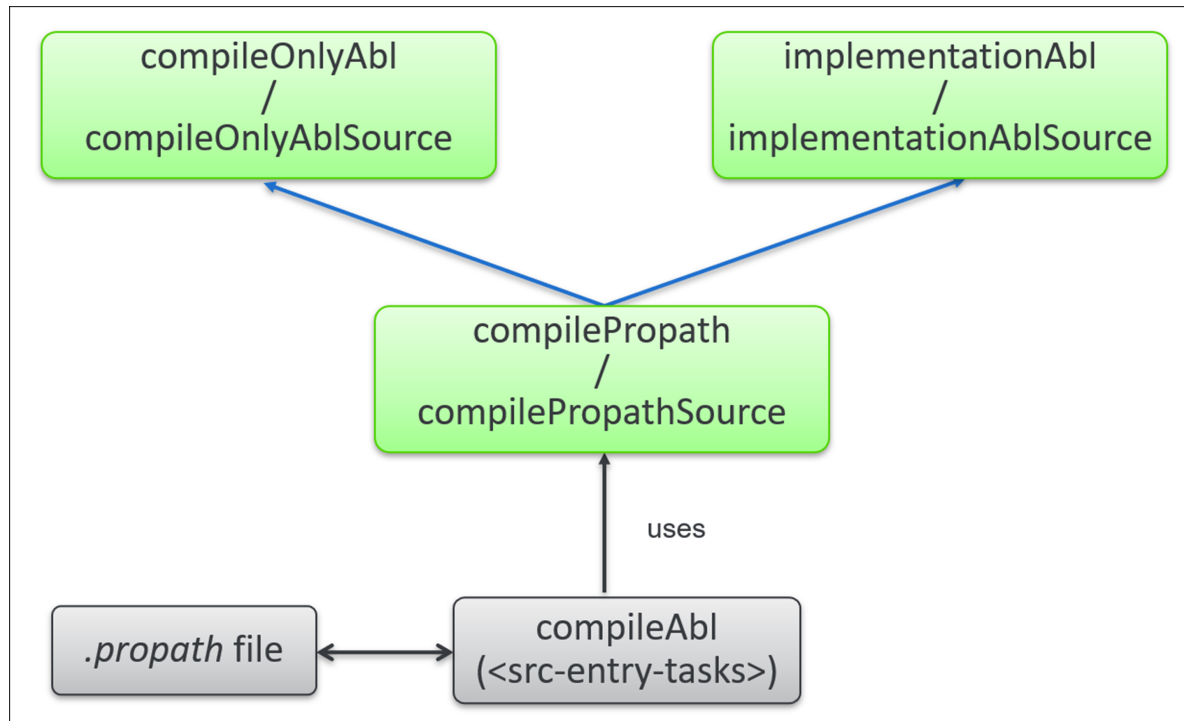 compileOnlyAbl
/
compileOnlyAblSource
implementationAbl
/
implementationAblSource
compilePropath
/
compilePropathSource
uses
.propath file
compileAbl
(<src-entry-tasks>)